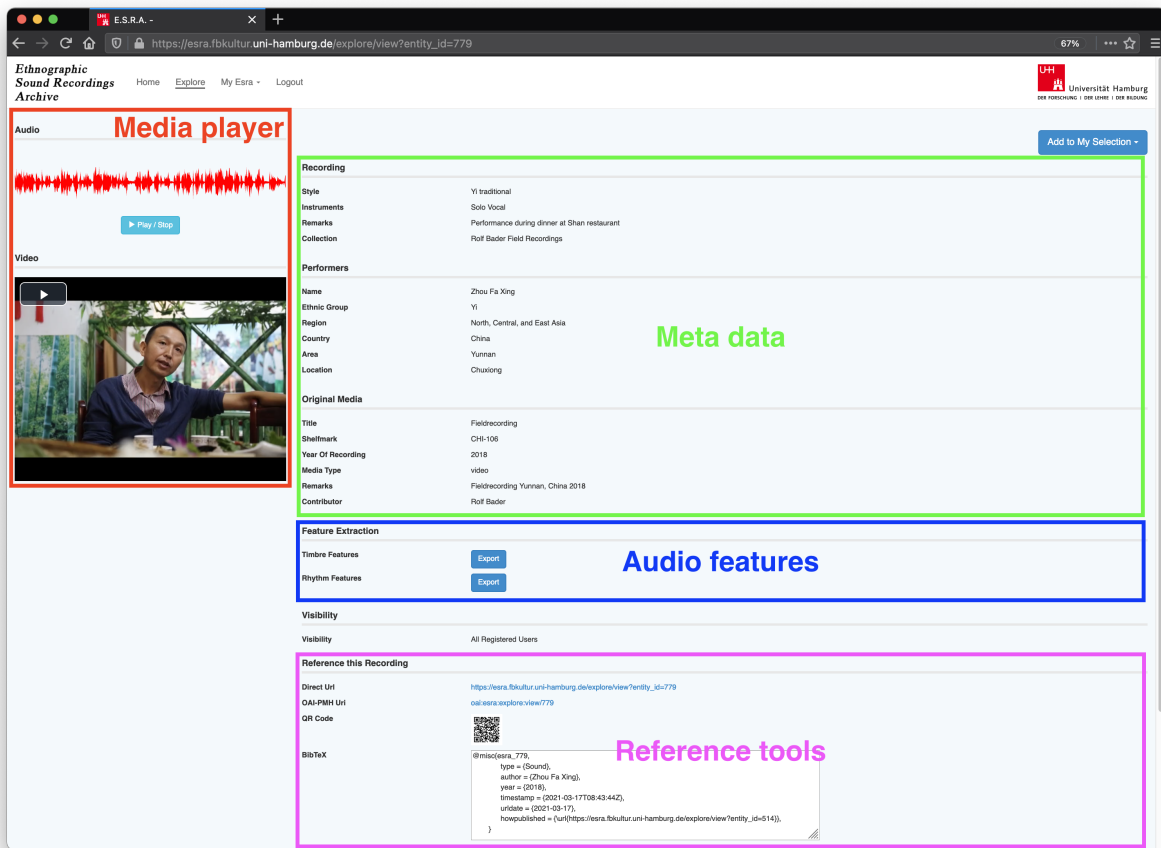 E.S.R.A. -
https://esra.fbkultur.uni-hamburg.de/explore/view?entity_id=779
67%
Ethnographic
Sound Recordings
Archive
Home Explore My Esra Logout
UHH
Universität Hamburg
DER FORSCHUNG | DER LEHRE | DER BILDUNG
Audio
Media player
Play / Stop
Video
Add to My Selection
Recording
Style Yi traditional
Instruments Solo Vocal
Remarks Performance during dinner at Shan restaurant
Collection Rolf Bader Field Recordings
Performers
Name Zhou Fa Xing
Ethnic Group Yi
Region North, Central, and East Asia
Meta data
Country China
Area Yunnan
Location Chuxiong
Original Media
Title Fieldrecording
Shelfmark CHI-106
Year Of Recording 2018
Media Type video
Remarks Fieldrecording Yunnan, China 2018
Contributor Rolf Bader
Feature Extraction
Timbre Features Export
Audio features
Rhythm Features Export
Visibility
Visibility All Registered Users
Reference this Recording
Direct Url https://esra.fbkultur.uni-hamburg.de/explore/view?entity_id=779
OAI-PMH Uri oai:esra:explore:view/779
QR Code
Reference tools
BibTeX @misc{esra_779,
type = {Sound},
author = {Zhou Fa Xing},
year = {2018},
timestamp = {2021-03-17T08:43:44Z},
urldate = {2021-03-17},
howpublished = {\url{https://esra.fbkultur.uni-hamburg.de/explore/view?entity_id=514}},
}